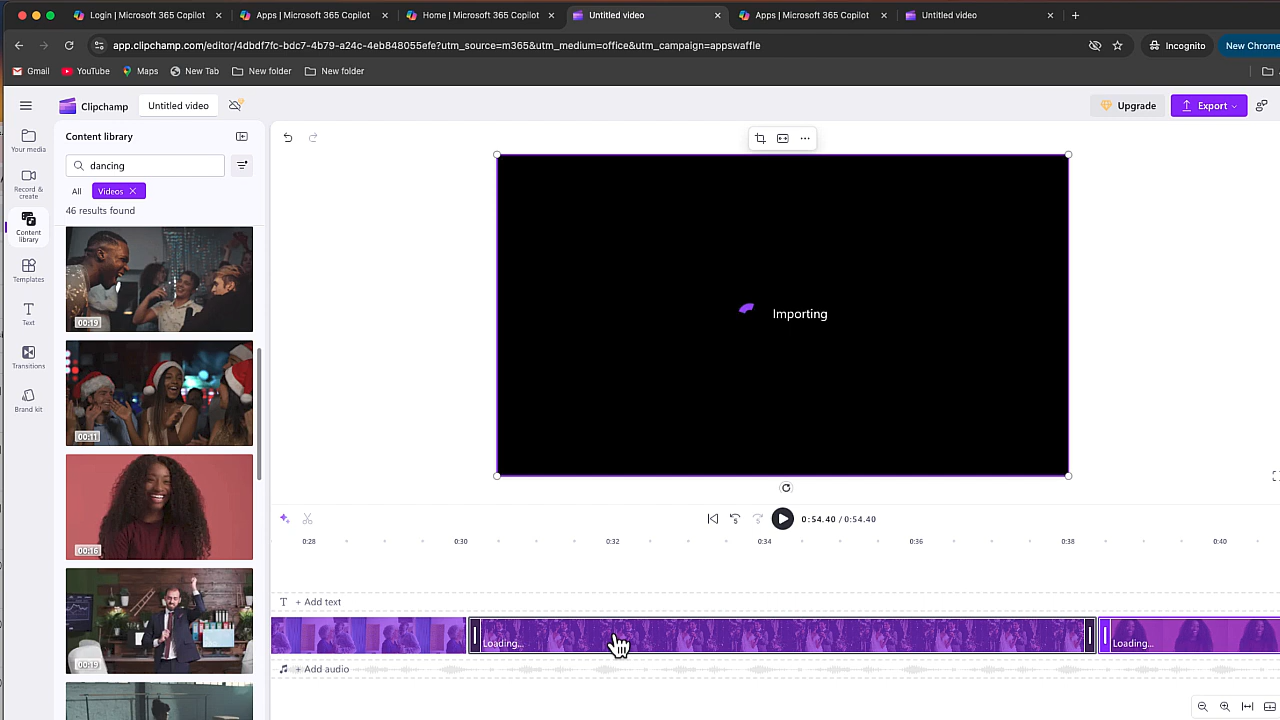 Login | Microsoft 365 Copilot
Apps | Microsoft 365 Copilot
Home | Microsoft 365 Copilot
Untitled video
Apps | Microsoft 365 Copilot
Untitled video
app.clipchamp.com/editor/4dbdf7fc-bdc7-4b79-a24c-4eb848055efe?utm_source=m365&utm_medium=office&utm_campaign=appswaffle
Incognito
New Chrome
Gmail
YouTube
Maps
New Tab
New folder
New folder
Clipchamp
Untitled video
Upgrade
Export
Your media
Record & create
Content library
Templates
Text
Transitions
Brand kit
Content library
dancing
All
Videos
46 results found
00:19
00:11
00:16
00:19
Importing
5
5
0:54.40 / 0:54.40
0:28
0:30
0:32
0:34
0:36
0:38
0:40
T + Add text
Loading...
Loading...
+ Add audio